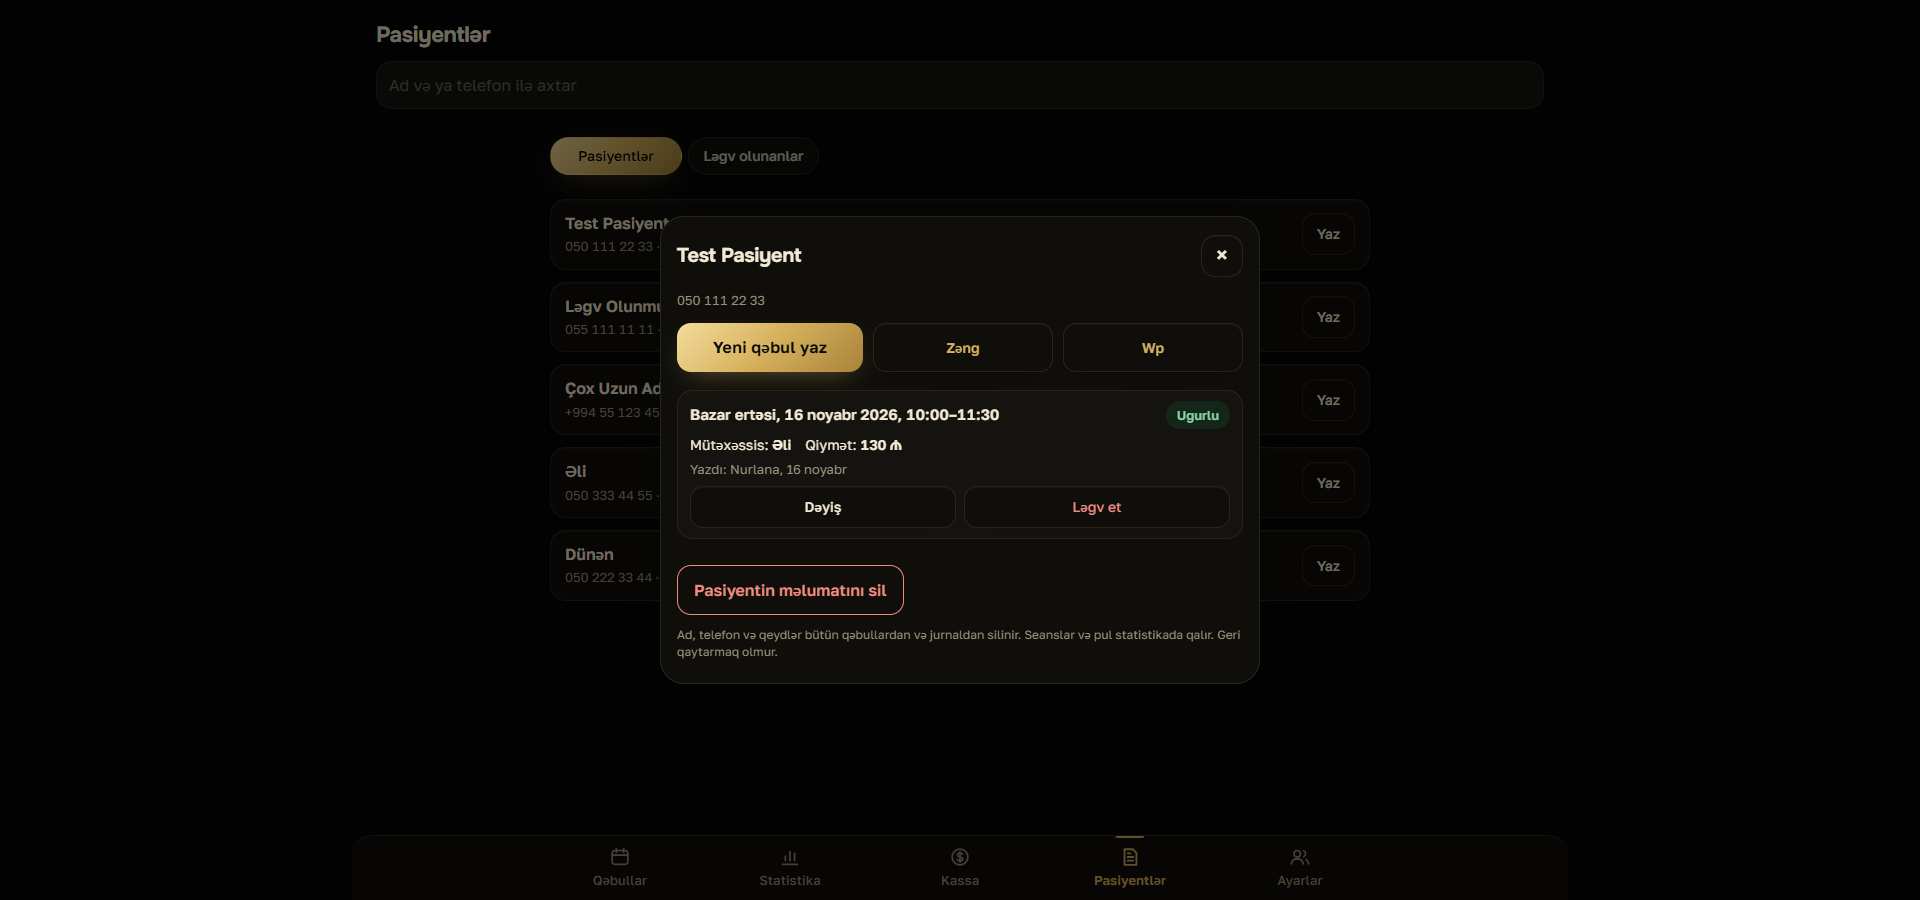 Pasiyentlər
Ad və ya telefon ilə axtar
Pasiyentlər
Ləgv olunanlar
Test Pasiyent
050 111 22 33 -
Yaz
Ləgv Olunmu
055 111 11 11 -
Yaz
Çox Uzun Ad
+994 55 123 45
Yaz
Əli
050 333 44 55 -
Yaz
Dünən
050 222 33 44 -
Yaz
Test Pasiyent
×
050 111 22 33
Yeni qəbul yaz
Zəng
Wp
Bazar ertəsi, 16 noyabr 2026, 10:00–11:30
Ugurlu
Mütəxəssis: Əli Qiymət: 130 ₼
Yazdı: Nurlana, 16 noyabr
Dəyiş
Ləgv et
Pasiyentin məlumatını sil
Ad, telefon və qeydlər bütün qəbullardan və jurnaldan silinir. Seanslar və pul statistikada qalır. Geri
qaytarmaq olmur.
Qəbullar
Statistika
Kassa
Pasiyentlər
Ayarlar